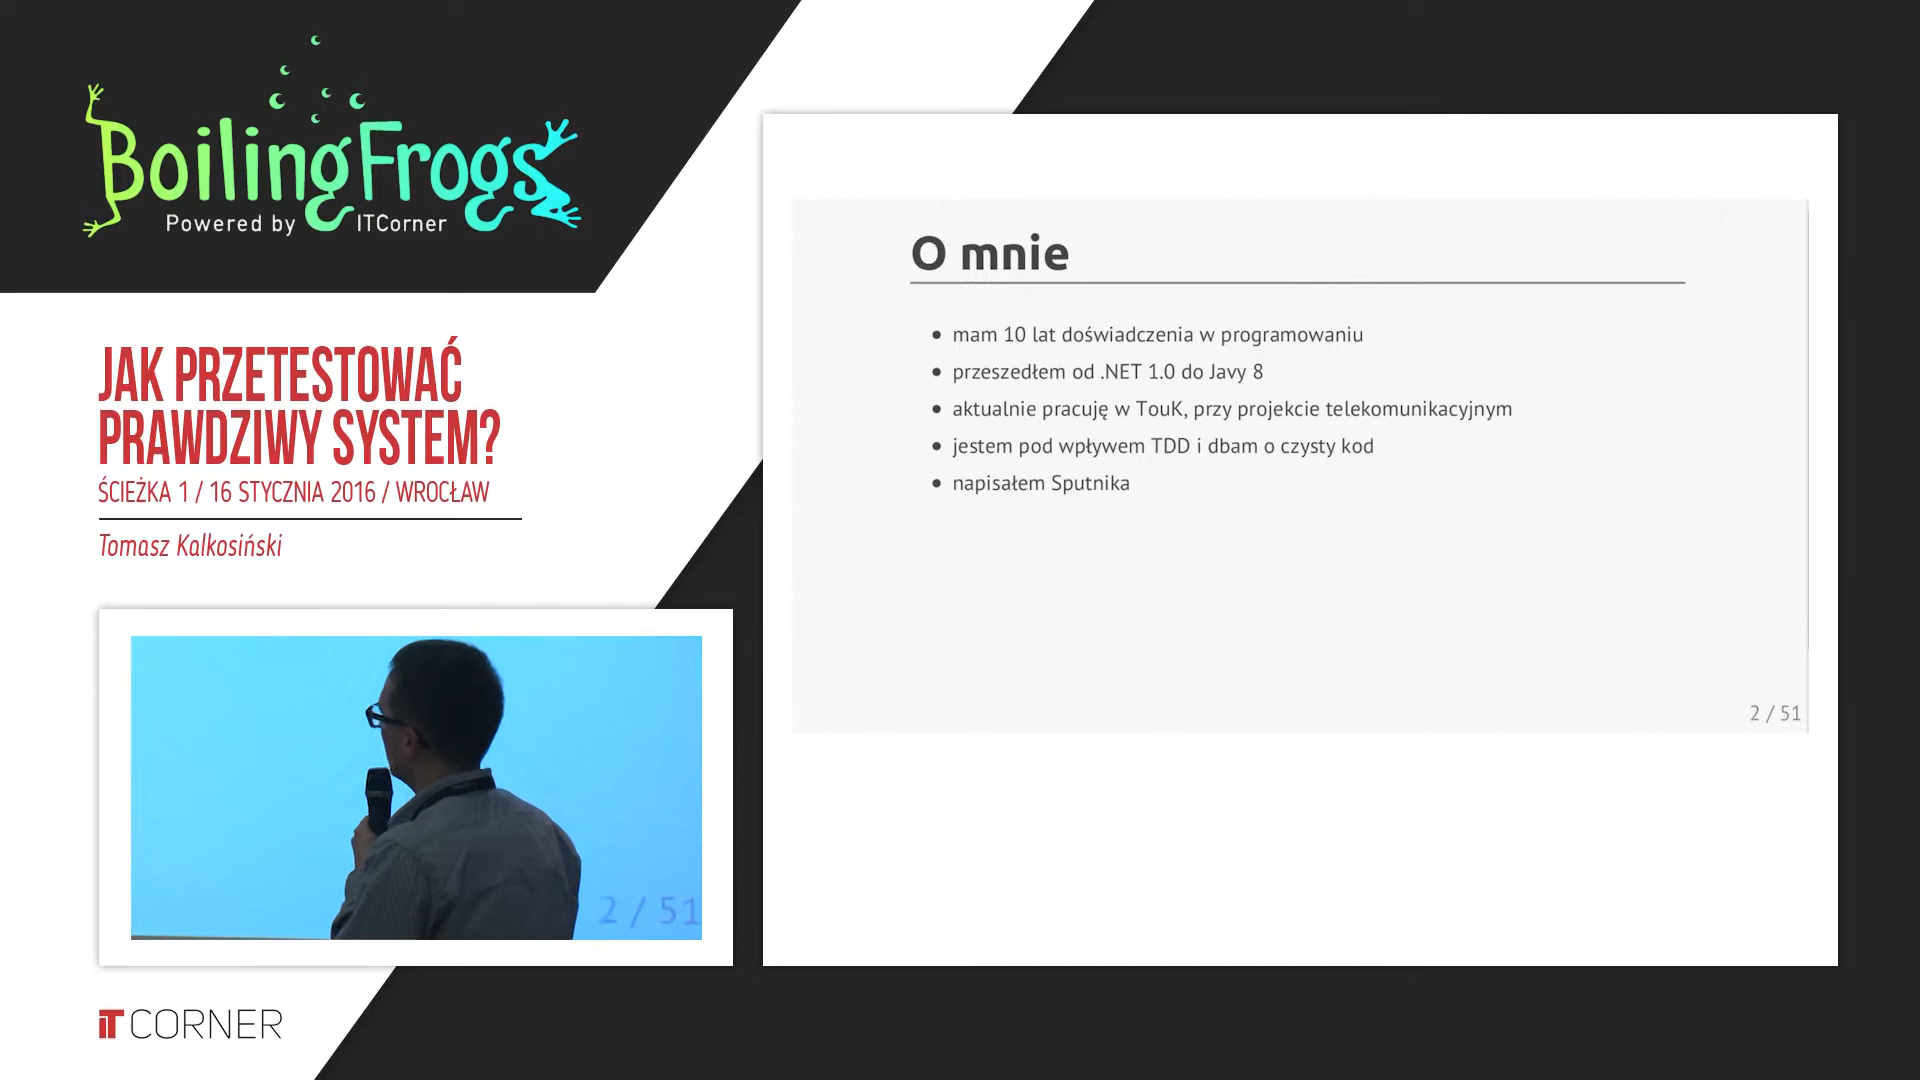 BoilingFrogs
Powered by ITCorner
JAK PRZETESTOWAĆ
PRAWDZIWY SYSTEM?
ŚCIEŻKA 1 / 16 STYCZNIA 2016 / WROCŁAW
Tomasz Kalkosiński
2 / 51
iT CORNER
O mnie
mam 10 lat doświadczenia w programowaniu
przeszedłem od .NET 1.0 do Javy 8
aktualnie pracuję w TouK, przy projekcie telekomunikacyjnym
jestem pod wpływem TDD i dbam o czysty kod
napisałem Sputnika
2 / 51